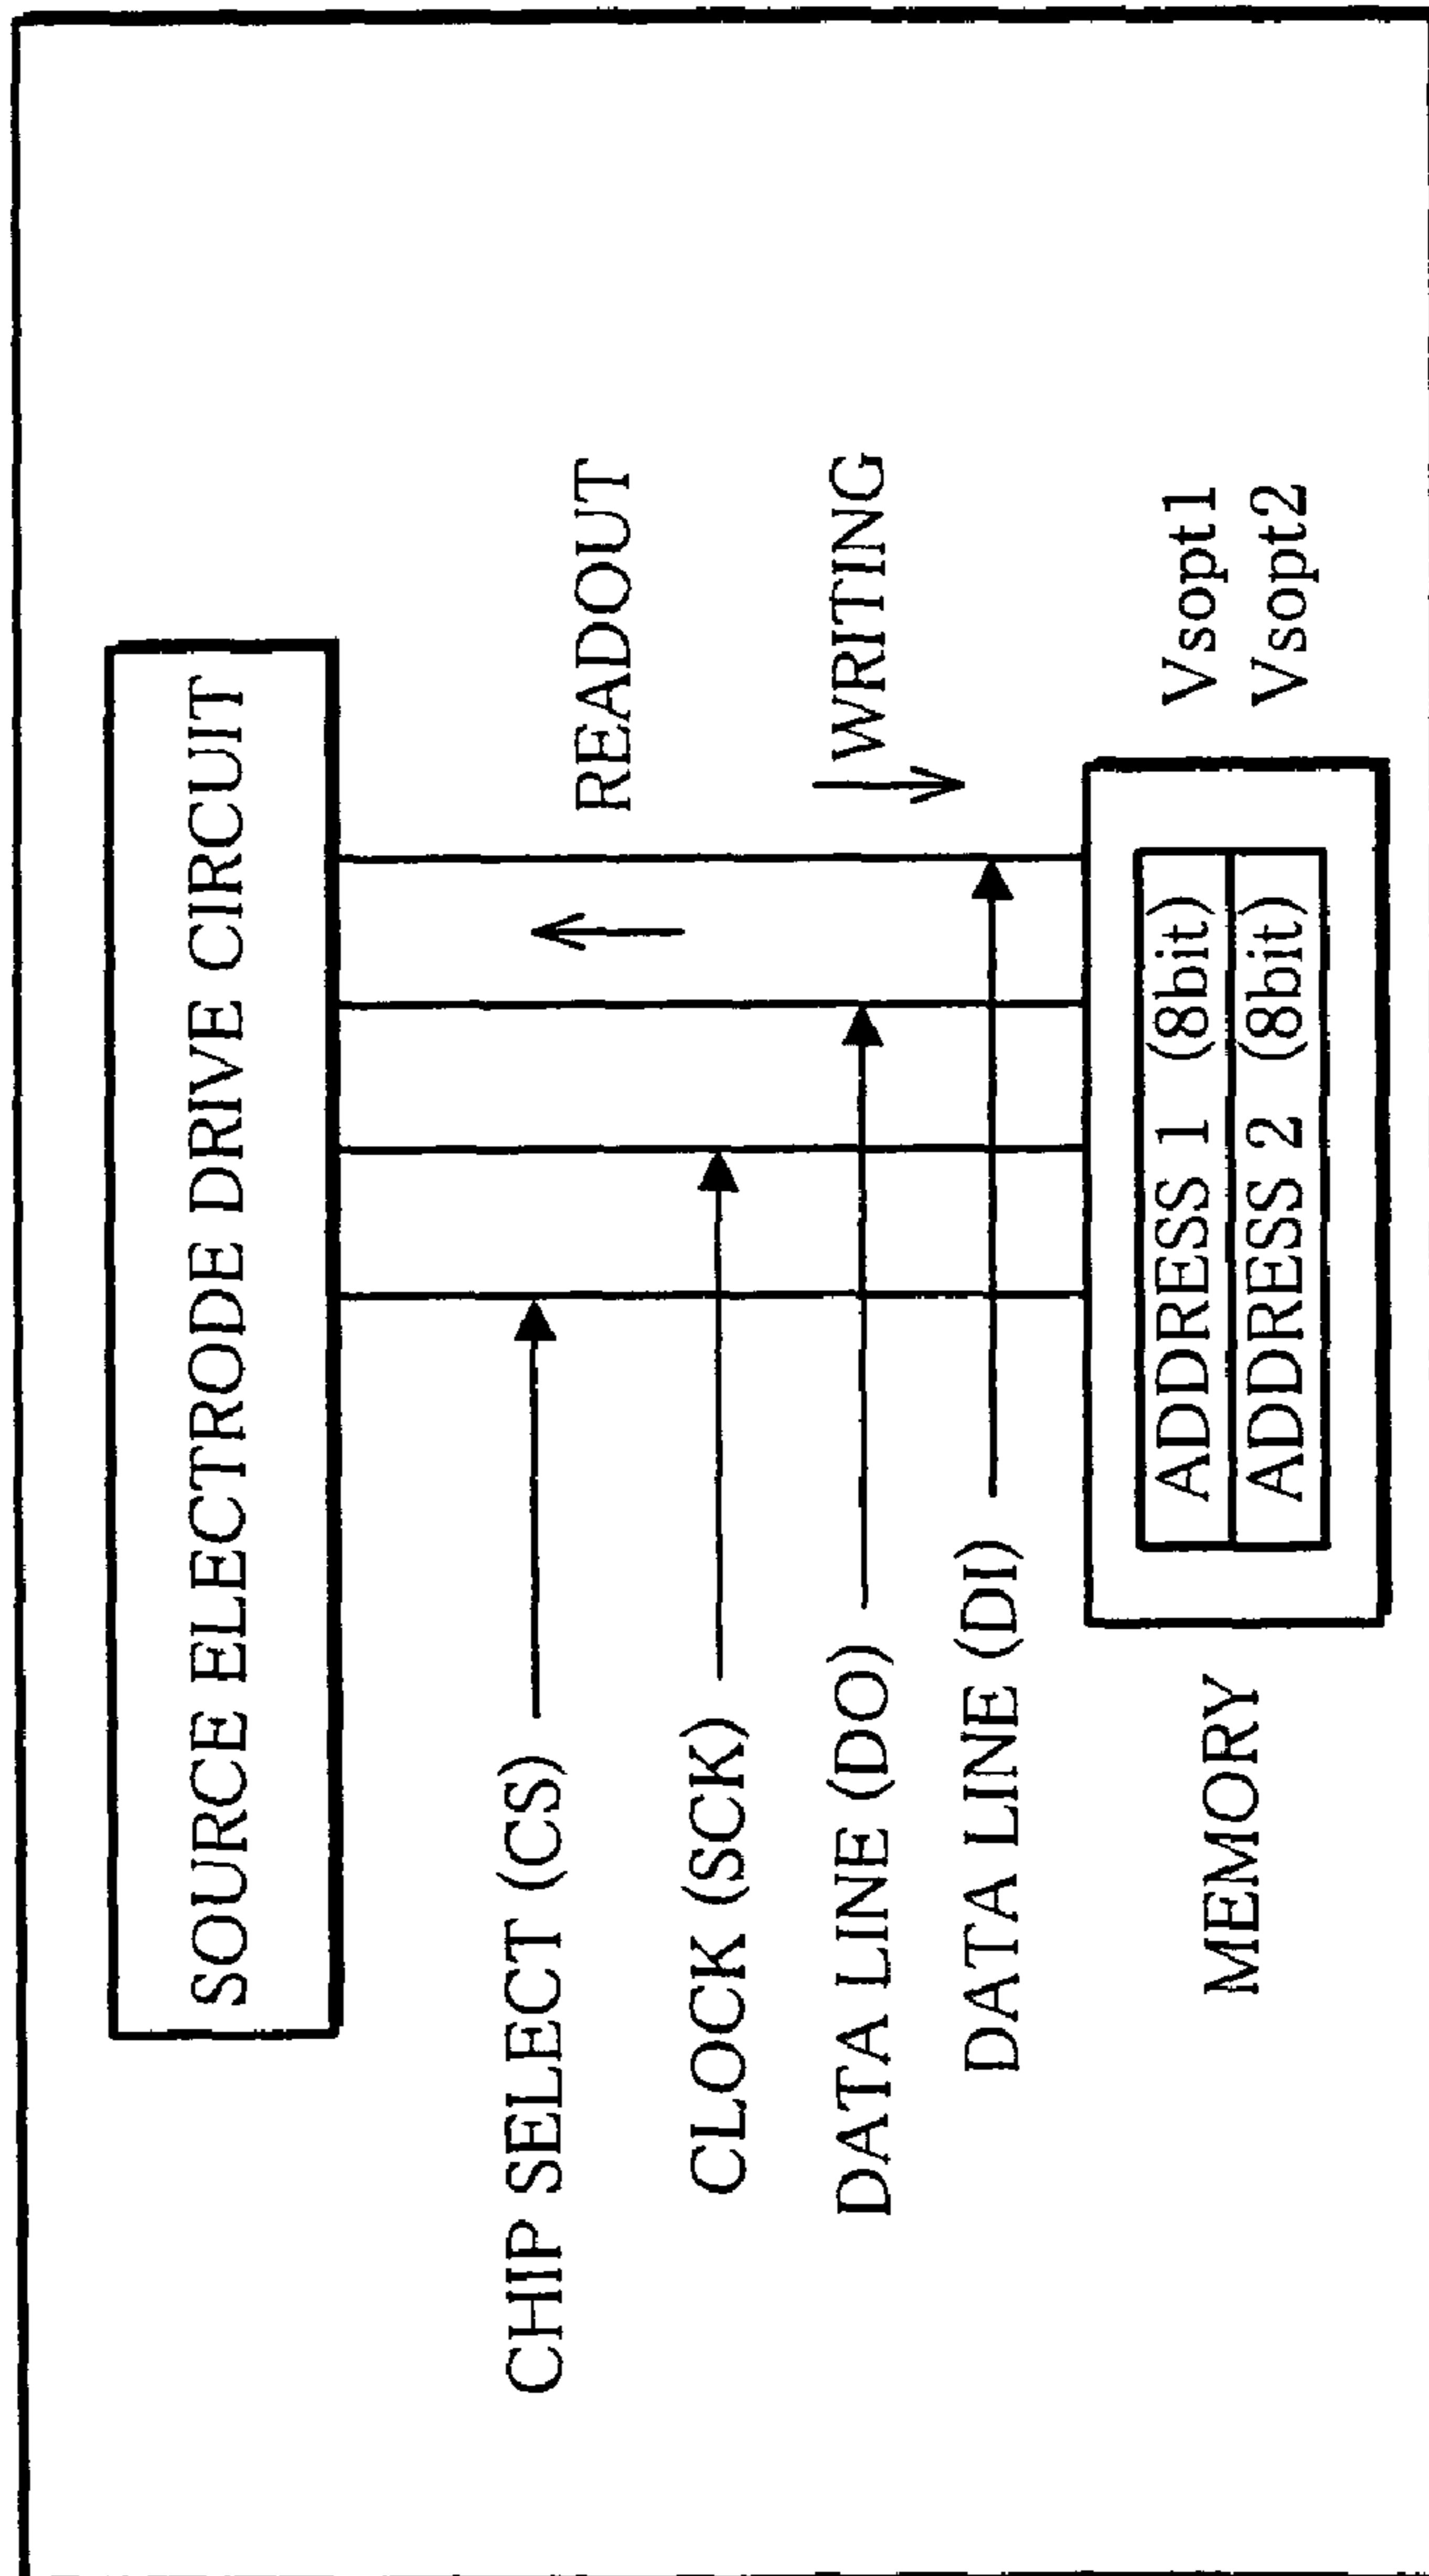 SOURCE ELECTRODE DRIVE CIRCUIT
CHIP SELECT (CS)
READOUT
CLOCK (SCK)
DATA LINE (DO)
WRITING
DATA LINE (DI)
MEMORY
ADDRESS 1 (8bit)
Vsopt1
ADDRESS 2 (8bit)
Vsopt2